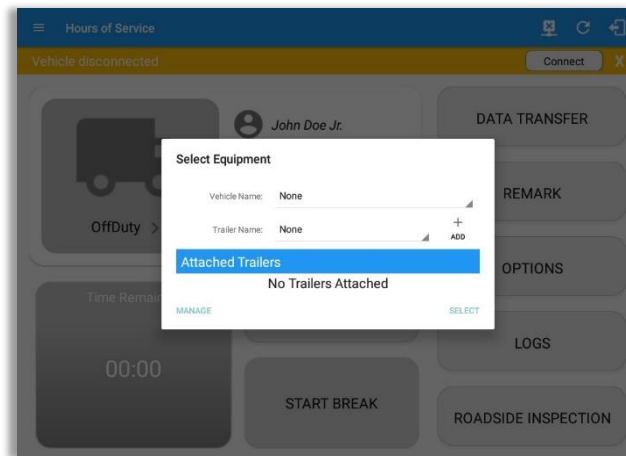 Hours of Service
Vehicle disconnected
Connect
X
John Doe Jr.
OffDuty >
Time Remain
00:00
START BREAK
DATA TRANSFER
REMARK
OPTIONS
LOGS
ROADSIDE INSPECTION
Select Equipment
Vehicle Name: None
Trailer Name: None
+
ADD
Attached Trailers
No Trailers Attached
MANAGE
SELECT